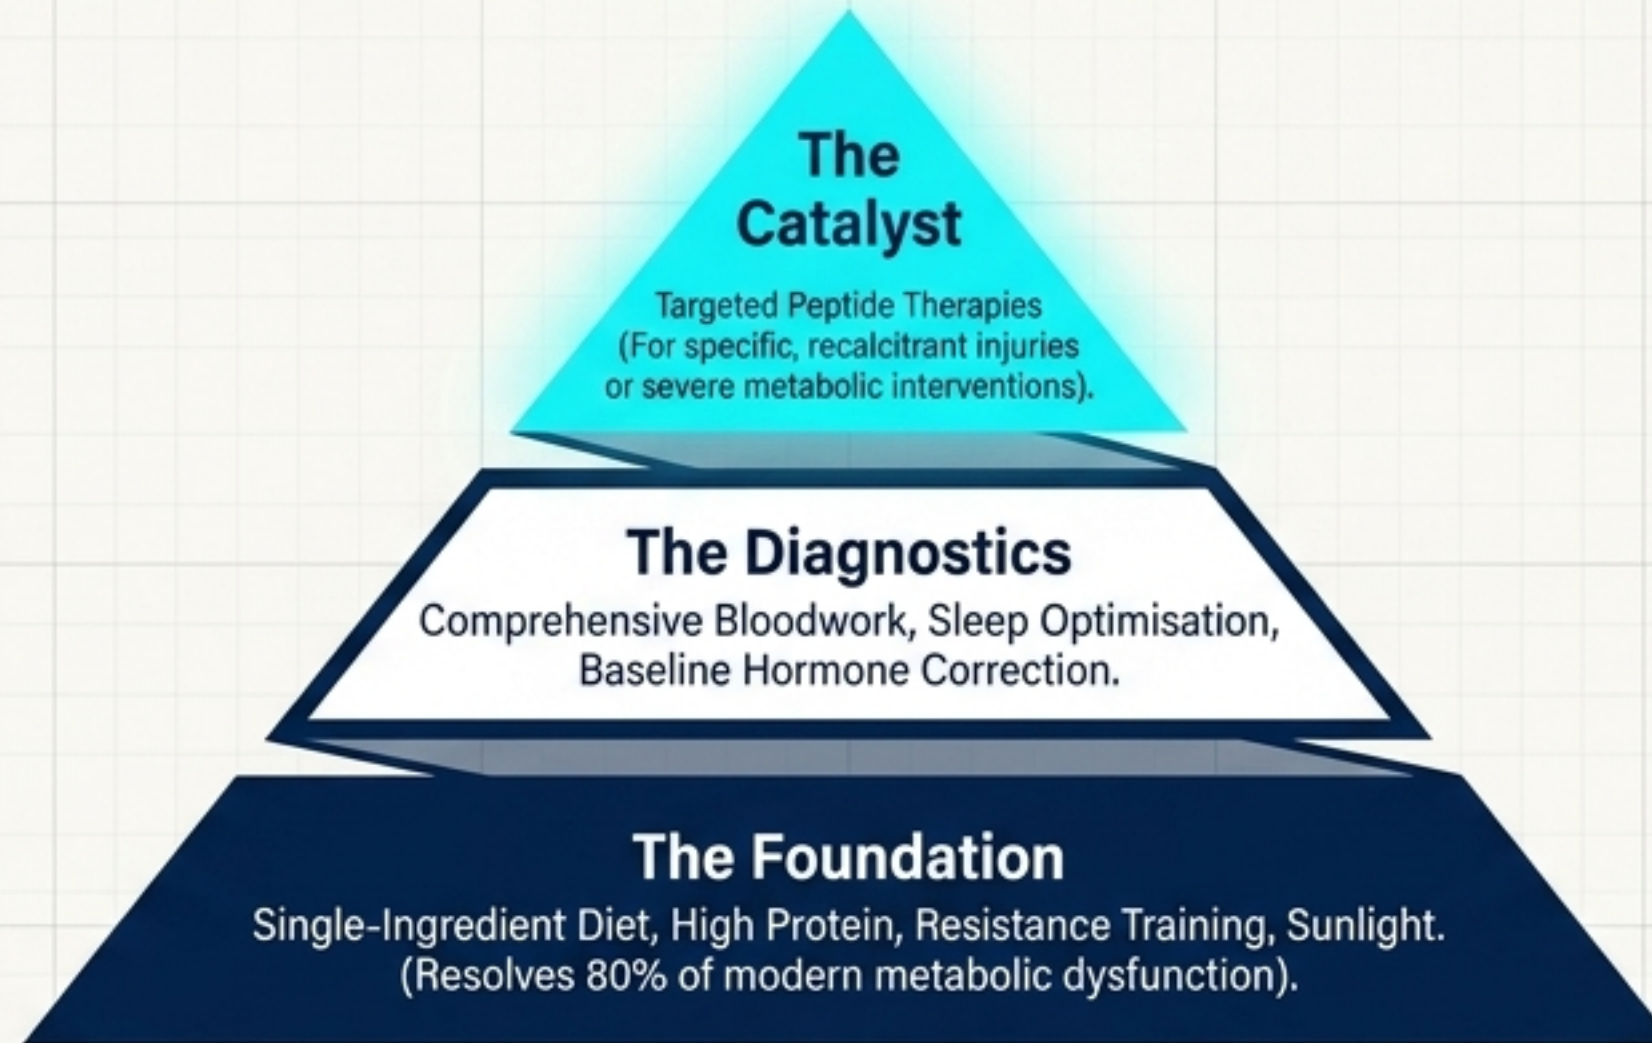 The
Catalyst
Targeted Peptide Therapies
(For specific, recalcitrant injuries
or severe metabolic interventions).
The Diagnostics
Comprehensive Bloodwork, Sleep Optimisation,
Baseline Hormone Correction.
The Foundation
Single-Ingredient Diet, High Protein, Resistance Training, Sunlight.
(Resolves 80% of modern metabolic dysfunction).